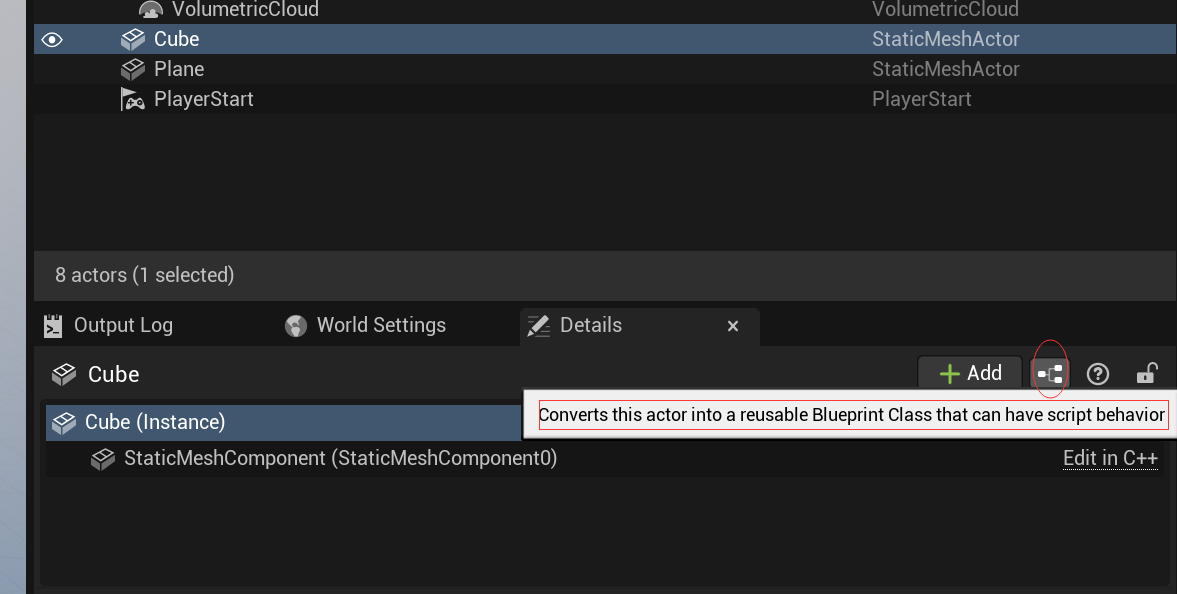 VolumetricCloud VolumetricCloud
Cube StaticMeshActor
Plane StaticMeshActor
PlayerStart PlayerStart
8 actors (1 selected)
Output Log World Settings Details
Cube Add
Cube (Instance) Converts this actor into a reusable Blueprint Class that can have script behavior
StaticMeshComponent (StaticMeshComponent0) Edit in C++